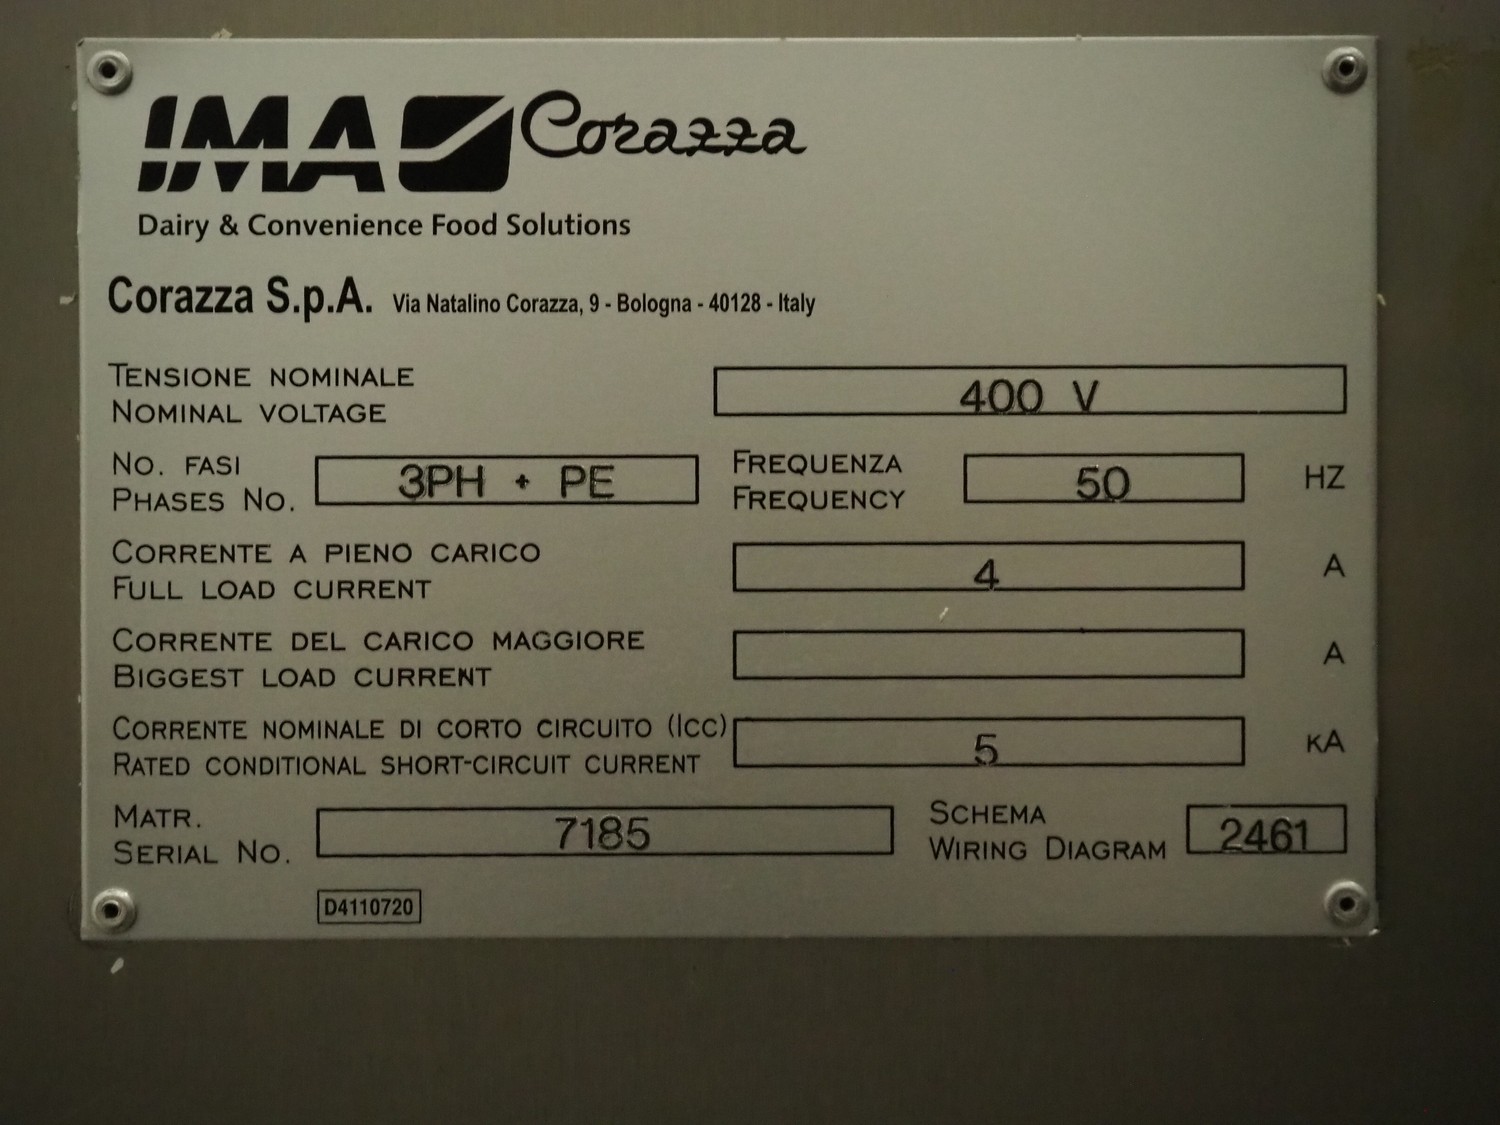 IMA Corazza
Dairy & Convenience Food Solutions
Corazza S.p.A. Via Natalino Corazza, 9 - Bologna - 40128 - Italy
TENSIONE NOMINALE
NOMINAL VOLTAGE
400 V
NO. FASI
PHASES NO.
3PH + PE
FREQUENZA
FREQUENCY
50
HZ
CORRENTE A PIENO CARICO
FULL LOAD CURRENT
4
A
CORRENTE DEL CARICO MAGGIORE
BIGGEST LOAD CURRENT
A
CORRENTE NOMINALE DI CORTO CIRCUITO (ICC)
RATED CONDITIONAL SHORT-CIRCUIT CURRENT
5
KA
MATR.
SERIAL NO.
7185
SCHEMA
WIRING DIAGRAM
2461
D4110720